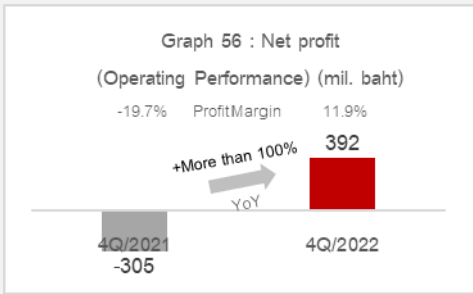 Graph 56 : Net profit
(Operating Performance) (mil. baht)
-19.7% ProfitMargin 11.9%
392
+More than 100%
YoY
4Q/2021 4Q/2022
-305